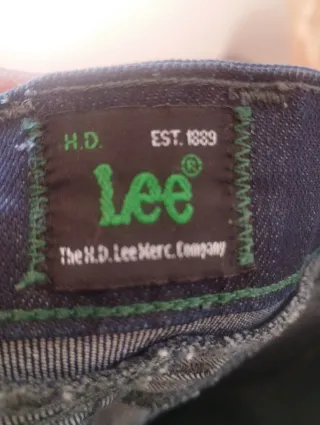 H.D. EST. 1889
Lee®
The H.D. Lee Merc. Company